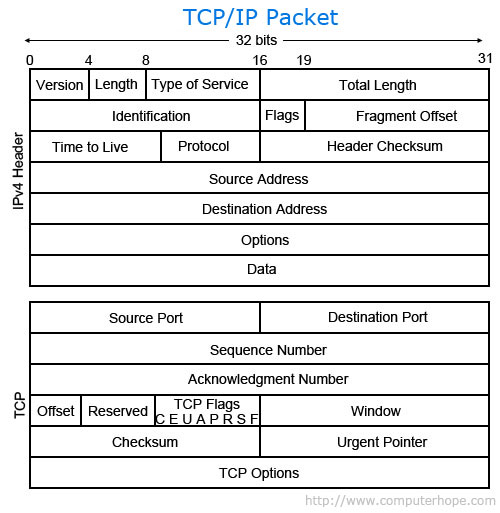 TCP/IP Packet
32 bits
0 4 8 16 19 31
IPv4 Header
Version Length Type of Service Total Length
Identification Flags Fragment Offset
Time to Live Protocol Header Checksum
Source Address
Destination Address
Options
Data
TCP
Source Port Destination Port
Sequence Number
Acknowledgment Number
Offset Reserved TCP Flags Window
C E U A P R S F
Checksum Urgent Pointer
TCP Options
http://www.computerhope.com